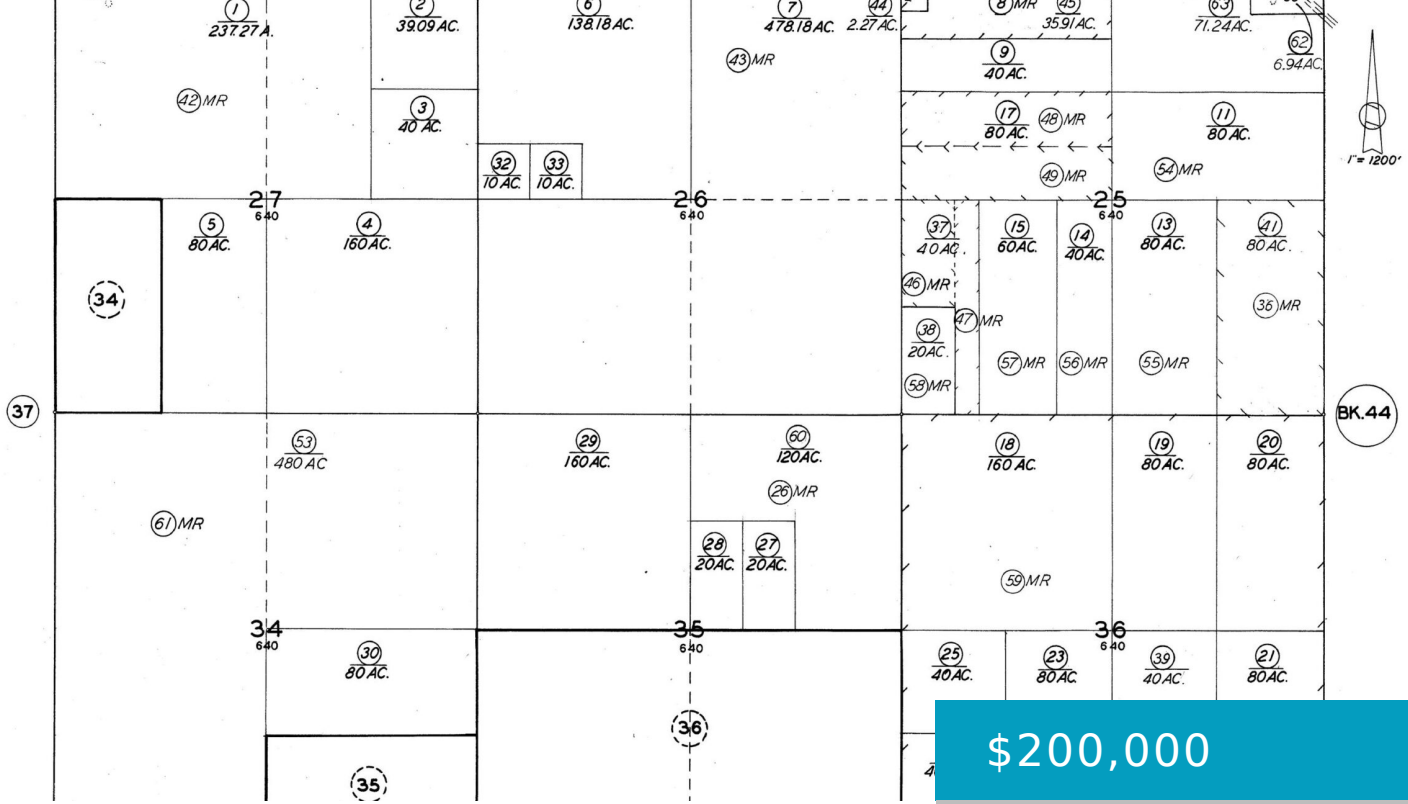 1
237.27 A.
2
39.09 AC.
6
138.18 AC.
7
478.18 AC.
44
2.27 AC.
8 MR
45
35.91 AC.
63
71.24 AC.
62
6.94 AC.
43 MR
9
40 AC.
42 MR
3
40 AC.
17
80 AC.
48 MR
11
80 AC.
1"= 1200'
32
10 AC.
33
10 AC.
49 MR
54 MR
27
640
26
640
25
640
5
80 AC.
4
160 AC.
37
40 AC.
15
60 AC.
14
40 AC.
13
80 AC.
41
80 AC.
34
46 MR
36 MR
47 MR
38
20 AC.
57 MR
56 MR
55 MR
58 MR
37
BK. 44
53
480 AC
29
160 AC.
60
120 AC.
18
160 AC.
19
80 AC.
20
80 AC.
26 MR
61 MR
28
20 AC.
27
20 AC.
59 MR
34
640
35
640
36
640
30
80 AC.
25
40 AC.
23
80 AC.
39
40 AC.
21
80 AC.
36
35
$200,000